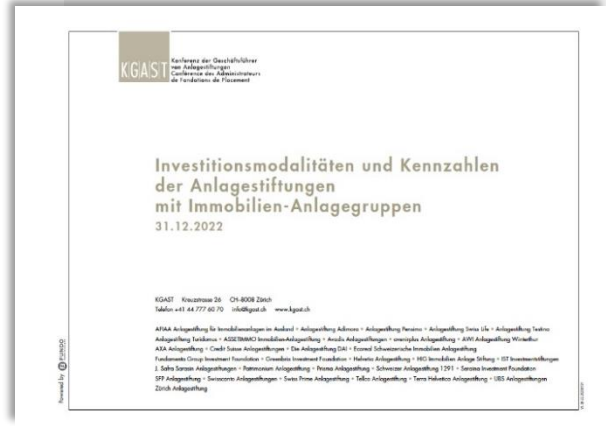 KGAST
Konferenz der Geschäftsführer
von Anlagestiftungen
Conférence des Administrateurs
de Fondations de Placement
Investitionsmodalitäten und Kennzahlen
der Anlagestiftungen
mit Immobilien-Anlagegruppen
31.12.2022
KGAST Kreuzstrasse 26 CH-8008 Zürich
Telefon +41 44 777 60 70 info@kgast.ch www.kgast.ch
AFIAA Anlagestiftung für Immobilienanlagen im Ausland • Anlagestiftung Adimora • Anlagestiftung Pensimo • Anlagestiftung Swiss Life • Anlagestiftung Testina
Anlagestiftung Turidomus • ASSETIMMO Immobilien-Anlagestiftung • Avadis Anlagestiftung • avenirplus Anlagestiftung • AWi Anlagestiftung Winterthur
AXA Anlagestiftung • Credit Suisse Anlagestiftungen • Die Anlagestiftung DAI • Ecoreal Schweizerische Immobilien Anlagestiftung
Fundamenta Group Investment Foundation • Greenbrix Investment Foundation • Helvetia Anlagestiftung • HIG Immobilien Anlage Stiftung • IST Investmentstiftungen
J. Safra Sarasin Anlagestiftungen • Patrimonium Anlagestiftung • Prisma Anlagestiftung • Schweizer Anlagestiftung 1291 • Seraina Investment Foundation
SFP Anlagestiftung • Swisscanto Anlagestiftungen • Swiss Prime Anlagestiftung • Tellco Anlagestiftung • Terra Helvetica Anlagestiftung • UBS Anlagestiftungen
Zürich Anlagestiftung
Powered by FUNDO